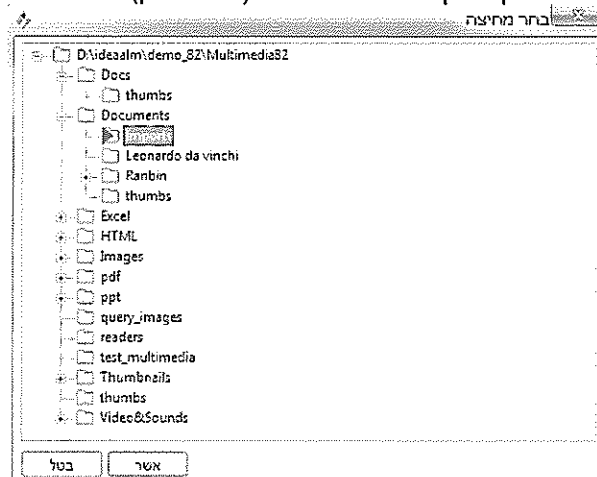 בחר מחיצה
D:\ideaalm\demo_82\Multimedia82
Docs
thumbs
Documents
import
Leonardo da vinchi
Ranbin
thumbs
Excel
HTML
Images
pdf
ppt
query_images
readers
test_multimedia
Thumbnails
thumbs
Video&Sounds
אשר
בטל